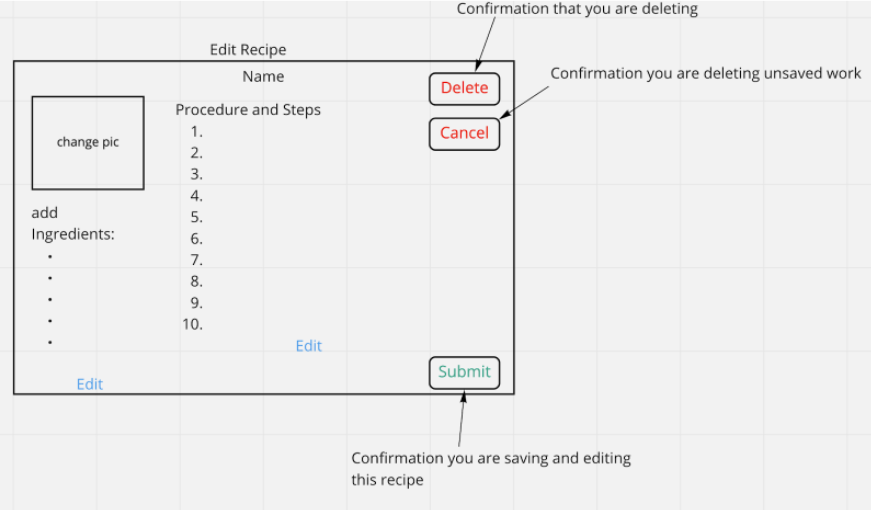 Confirmation that you are deleting
Edit Recipe
Name
Delete
Confirmation you are deleting unsaved work
Cancel
change pic
Procedure and Steps
1.
2.
3.
4.
5.
6.
7.
8.
9.
10.
Edit
add
Ingredients:
•
•
•
•
•
Edit
Submit
Confirmation you are saving and editing
this recipe